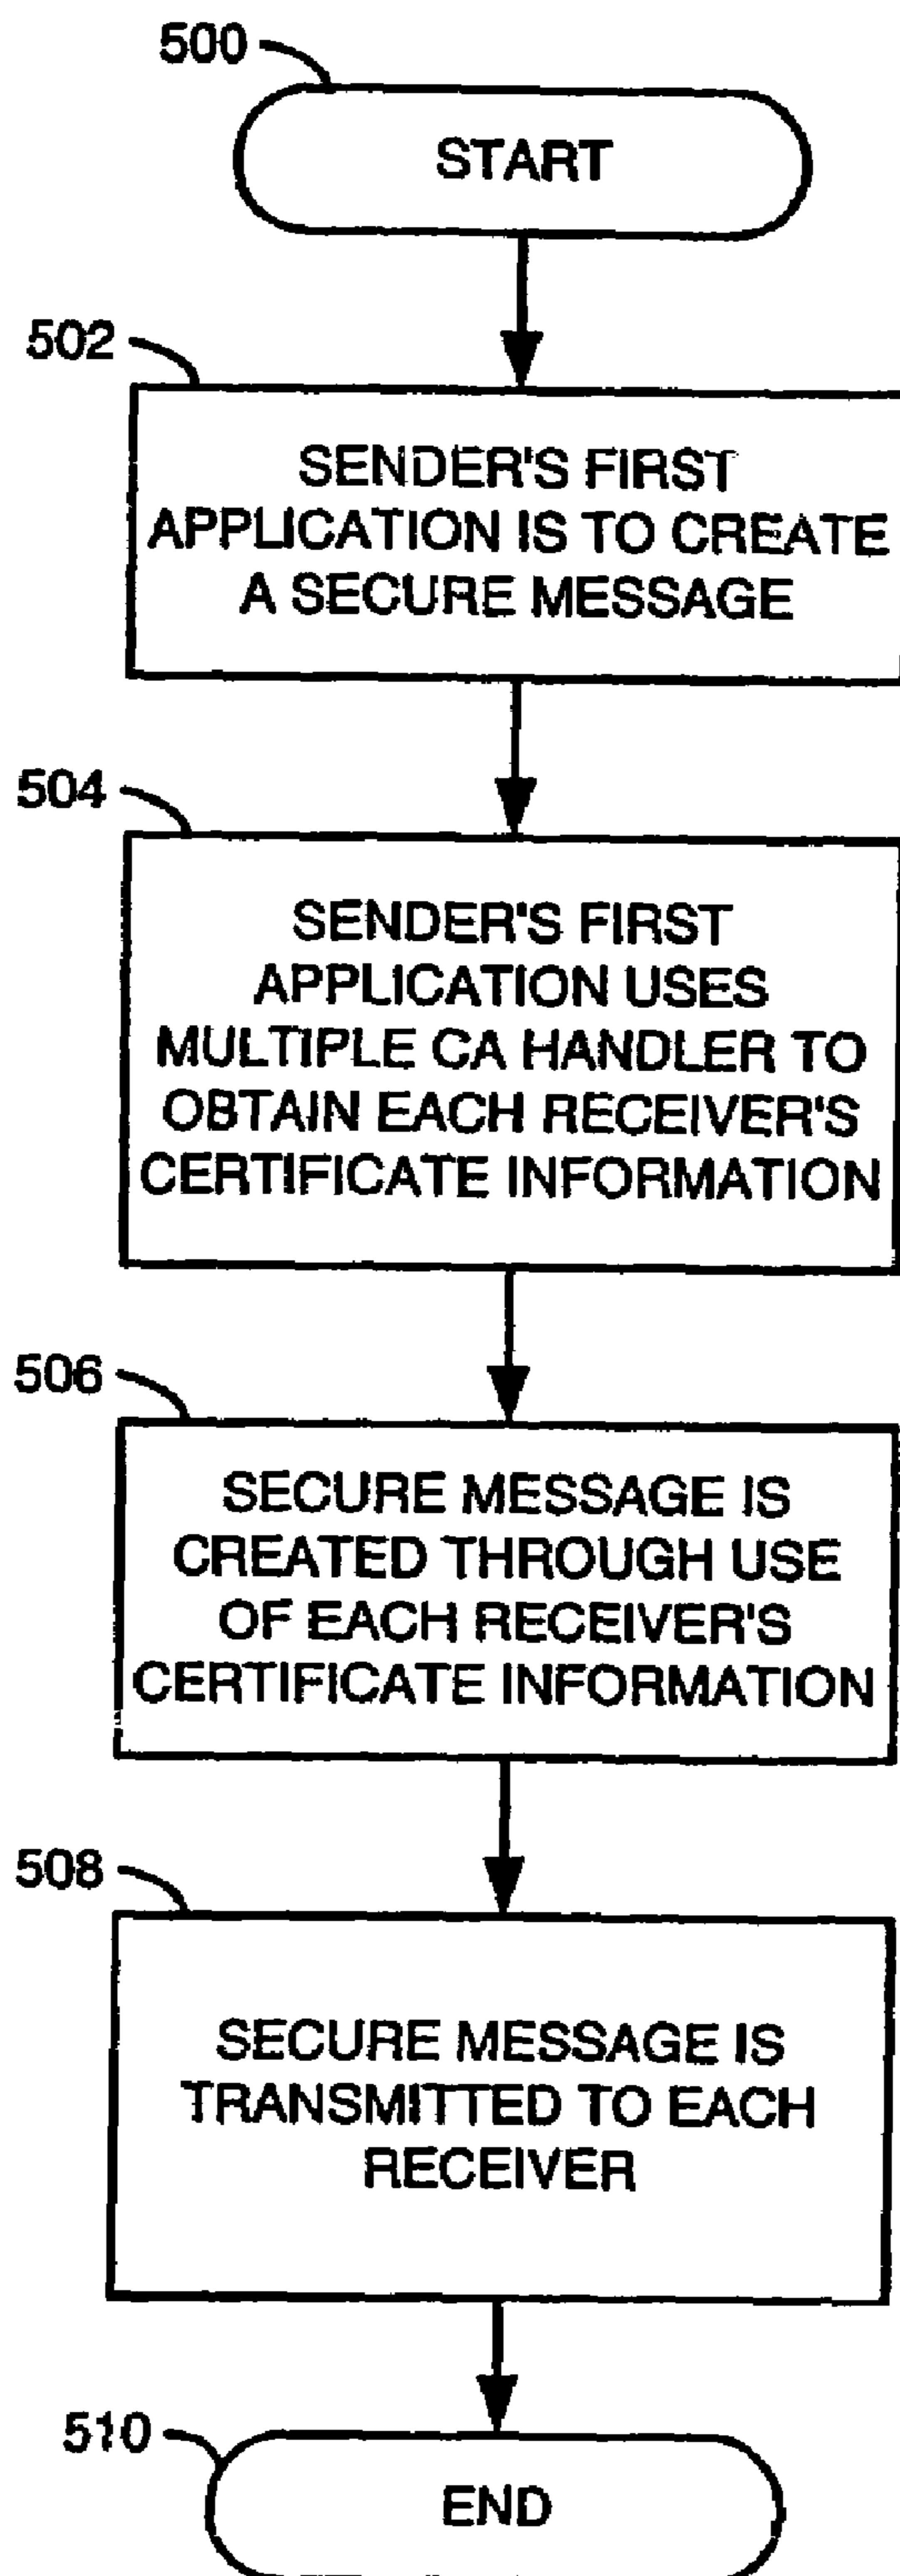 500
START
502
SENDER'S FIRST
APPLICATION IS TO CREATE
A SECURE MESSAGE
504
SENDER'S FIRST
APPLICATION USES
MULTIPLE CA HANDLER TO
OBTAIN EACH RECEIVER'S
CERTIFICATE INFORMATION
506
SECURE MESSAGE IS
CREATED THROUGH USE
OF EACH RECEIVER'S
CERTIFICATE INFORMATION
508
SECURE MESSAGE IS
TRANSMITTED TO EACH
RECEIVER
510
END